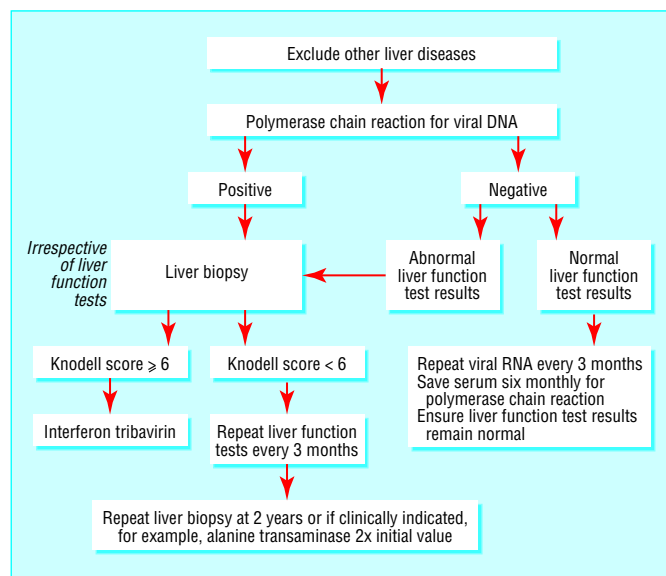 Exclude other liver diseases
Polymerase chain reaction for viral DNA
Positive
Negative
Irrespective
of liver
function
tests
Liver biopsy
Abnormal
liver function
test results
Normal
liver function
test results
Knodell score ⩾ 6
Knodell score < 6
Repeat viral RNA every 3 months
Save serum six monthly for
polymerase chain reaction
Ensure liver function test results
remain normal
Interferon tribavirin
Repeat liver function
tests every 3 months
Repeat liver biopsy at 2 years or if clinically indicated,
for example, alanine transaminase 2x initial value